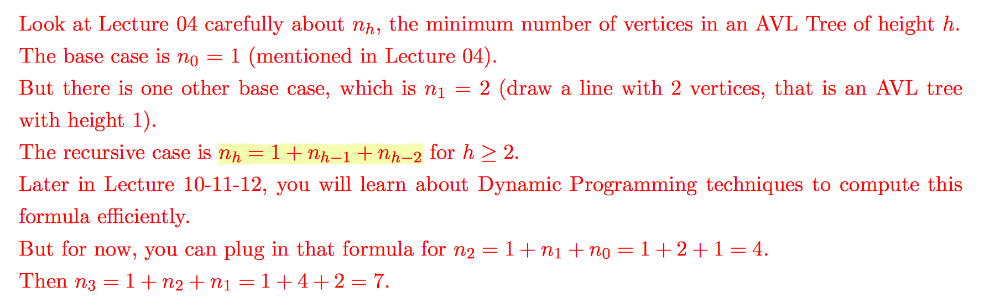 Look at Lecture 04 carefully about n_h, the minimum number of vertices in an AVL Tree of height h.
The base case is n_0 = 1 (mentioned in Lecture 04).
But there is one other base case, which is n_1 = 2 (draw a line with 2 vertices, that is an AVL tree
with height 1).
The recursive case is n_h = 1 + n_{h−1} + n_{h−2} for h ≥ 2.
Later in Lecture 10-11-12, you will learn about Dynamic Programming techniques to compute this
formula efficiently.
But for now, you can plug in that formula for n_2 = 1 + n_1 + n_0 = 1 + 2 + 1 = 4.
Then n_3 = 1 + n_2 + n_1 = 1 + 4 + 2 = 7.